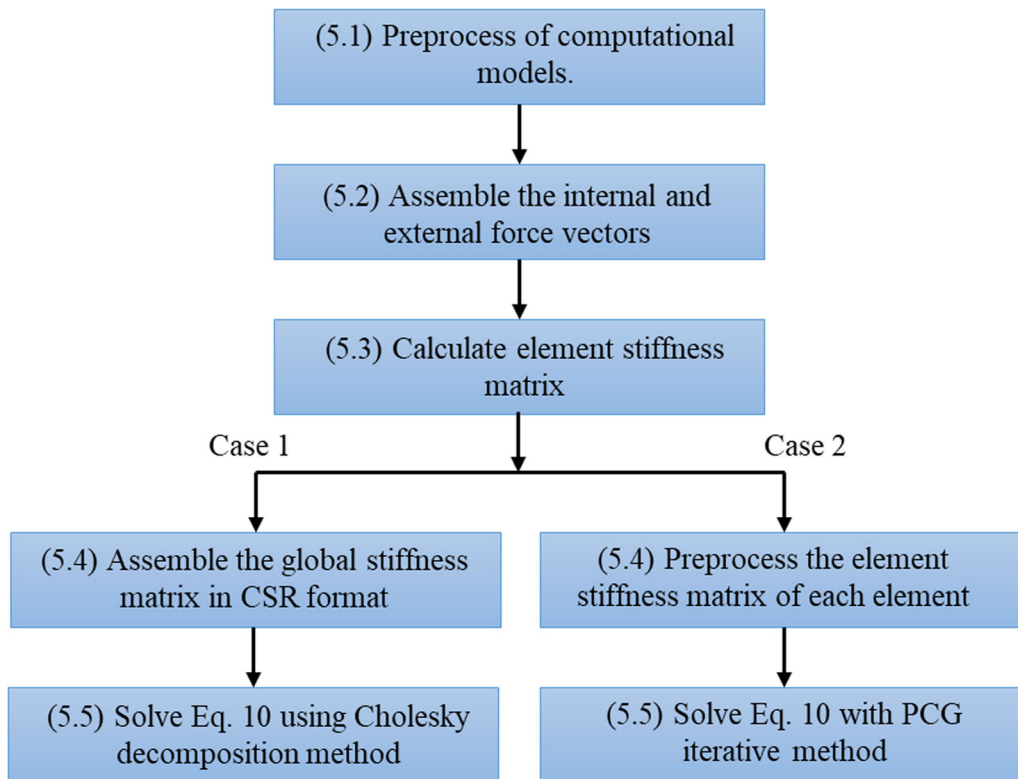 (5.1) Preprocess of computational
models.
(5.2) Assemble the internal and
external force vectors
(5.3) Calculate element stiffness
matrix
Case 1
Case 2
(5.4) Assemble the global stiffness
matrix in CSR format
(5.4) Preprocess the element
stiffness matrix of each element
(5.5) Solve Eq. 10 using Cholesky
decomposition method
(5.5) Solve Eq. 10 with PCG
iterative method